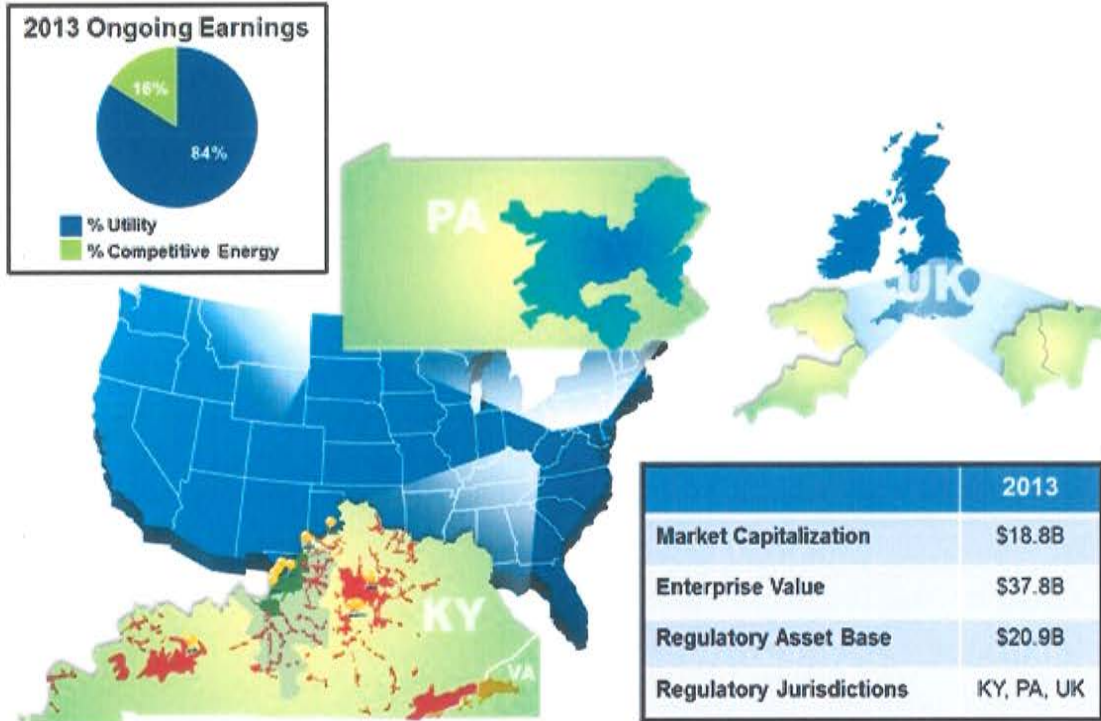 2013 Ongoing Earnings
16%
84%
% Utility
% Competitive Energy
PA
UK
KY
VA
2013
Market Capitalization $18.8B
Enterprise Value $37.8B
Regulatory Asset Base $20.9B
Regulatory Jurisdictions KY, PA, UK